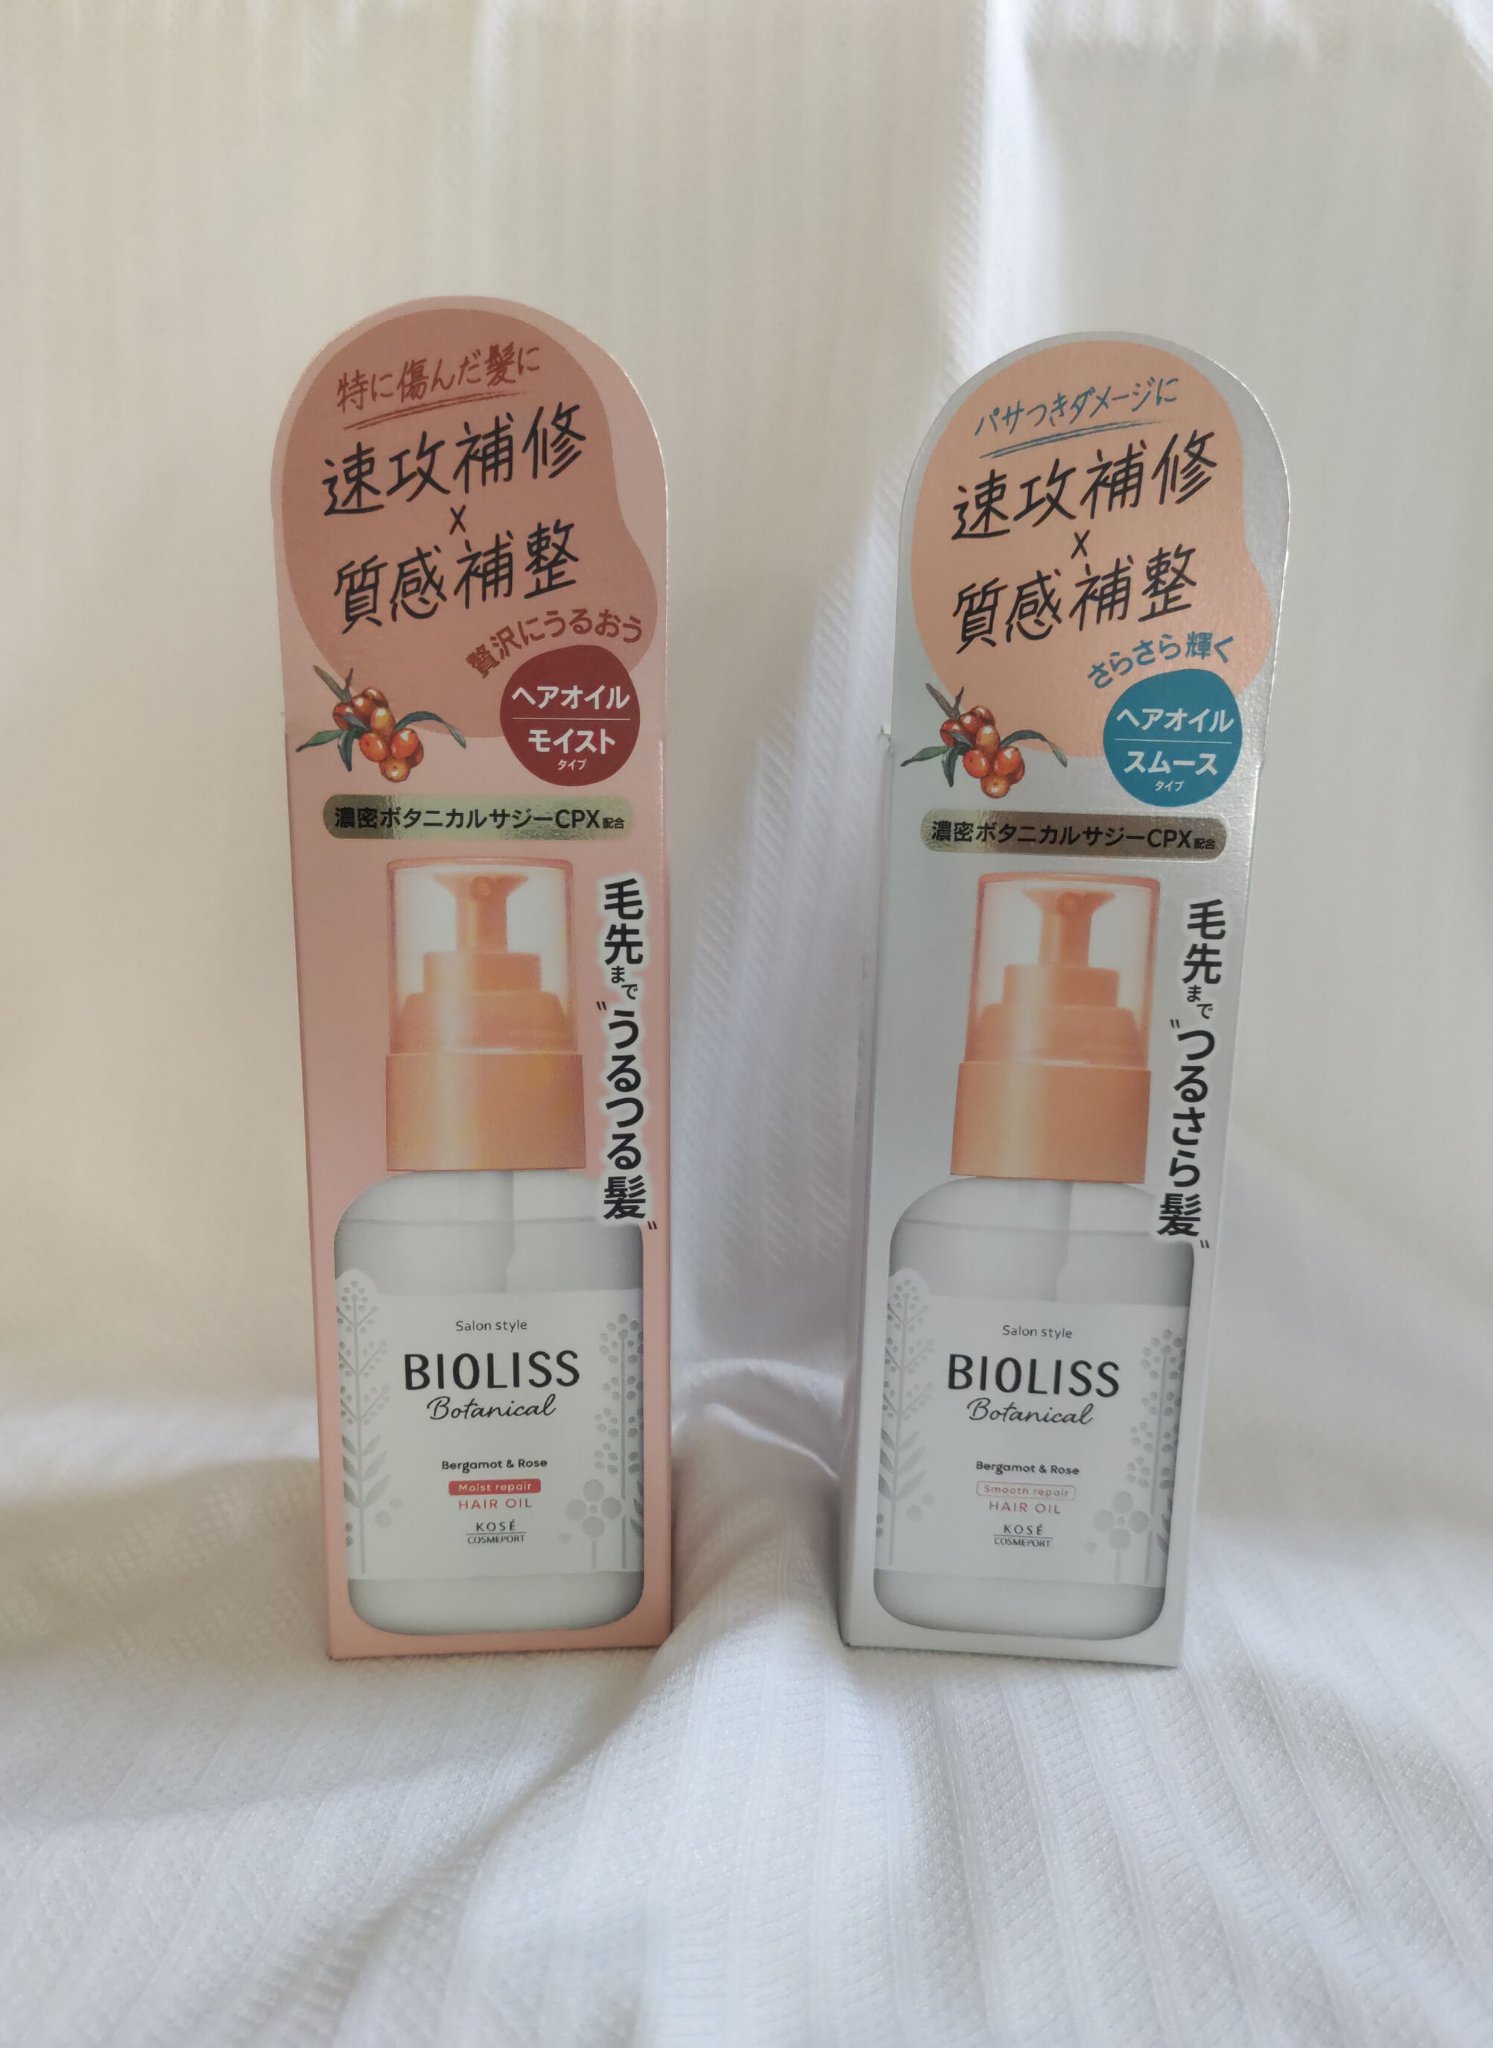 特に傷んだ髪に
速攻補修
×
質感補整
贅沢にうるおう
ヘアオイル
モイスト
タイプ
濃密ボタニカルサジーCPX配合
毛先まで
"うるつる髪"
Salon style
BIOLISS
Botanical
Bergamot & Rose
Moist repair
HAIR OIL
KOSÉ
COSMEPORT
パサつきダメージに
速攻補修
×
質感補整
さらさら輝く
ヘアオイル
スムース
タイプ
濃密ボタニカルサジーCPX配合
毛先まで
"つるさら髪"
Salon style
BIOLISS
Botanical
Bergamot & Rose
Smooth repair
HAIR OIL
KOSÉ
COSMEPORT